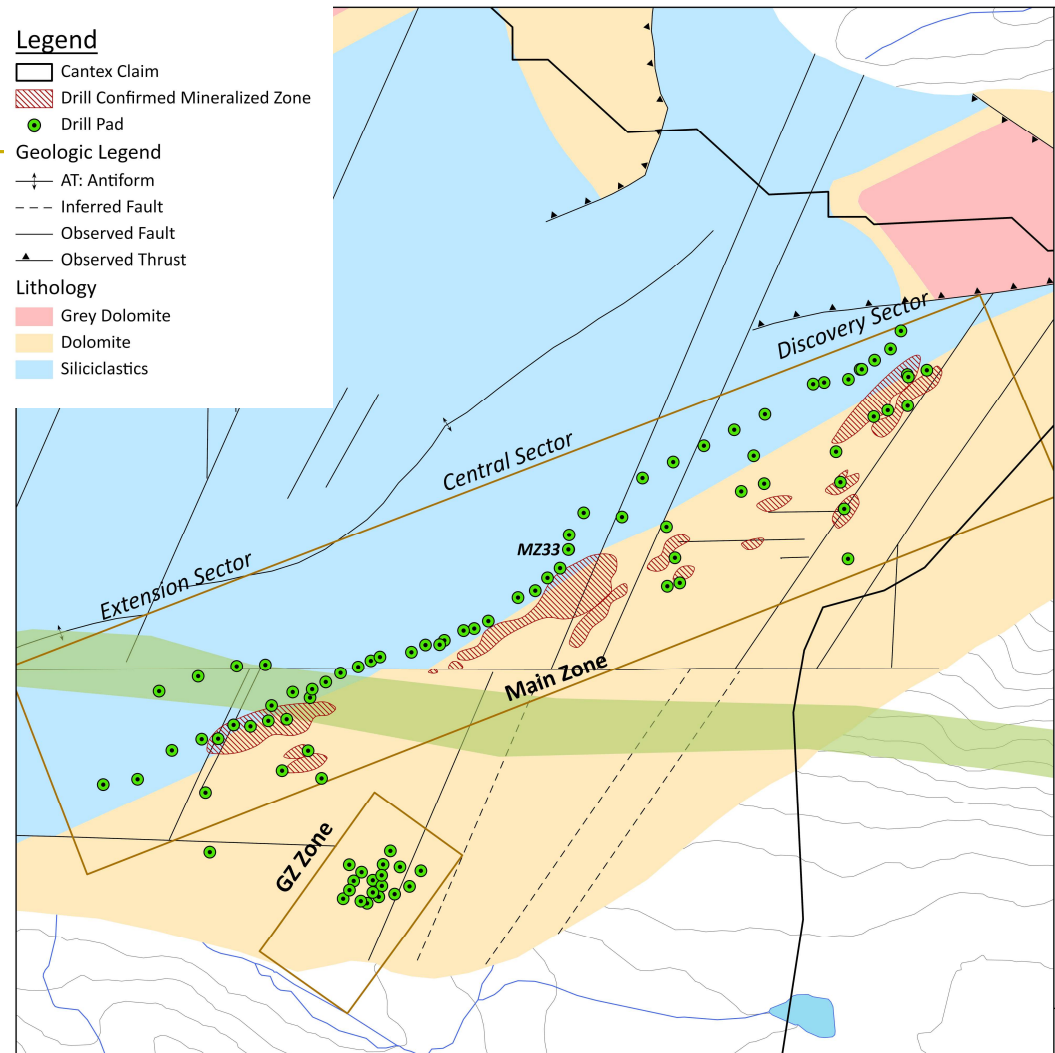 Legend
Cantex Claim
Drill Confirmed Mineralized Zone
Drill Pad
Geologic Legend
AT: Antiform
Inferred Fault
Observed Fault
Observed Thrust
Lithology
Grey Dolomite
Dolomite
Siliciclastics
Discovery Sector
Central Sector
MZ33
Extension Sector
Main Zone
GZ Zone